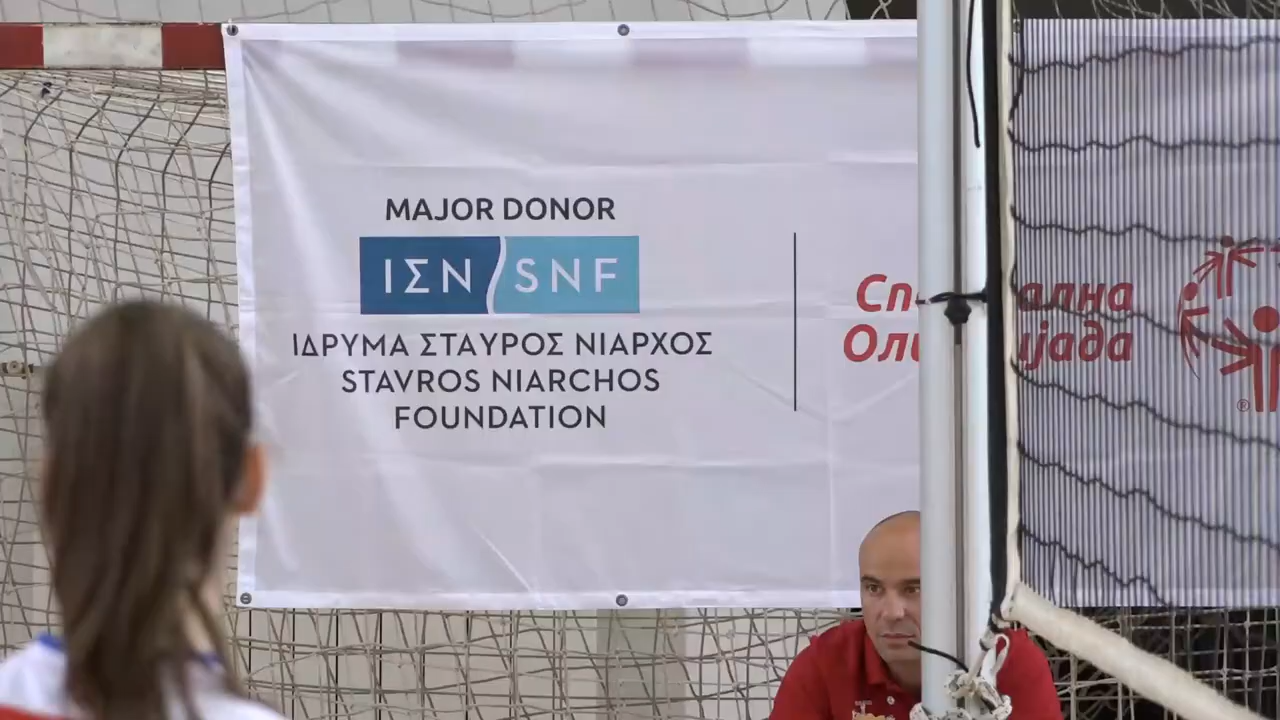 MAJOR DONOR
ΙΣΝ SNF
ΙΔΡΥΜΑ ΣΤΑΥΡΟΣ ΝΙΑΡΧΟΣ
STAVROS NIARCHOS
FOUNDATION